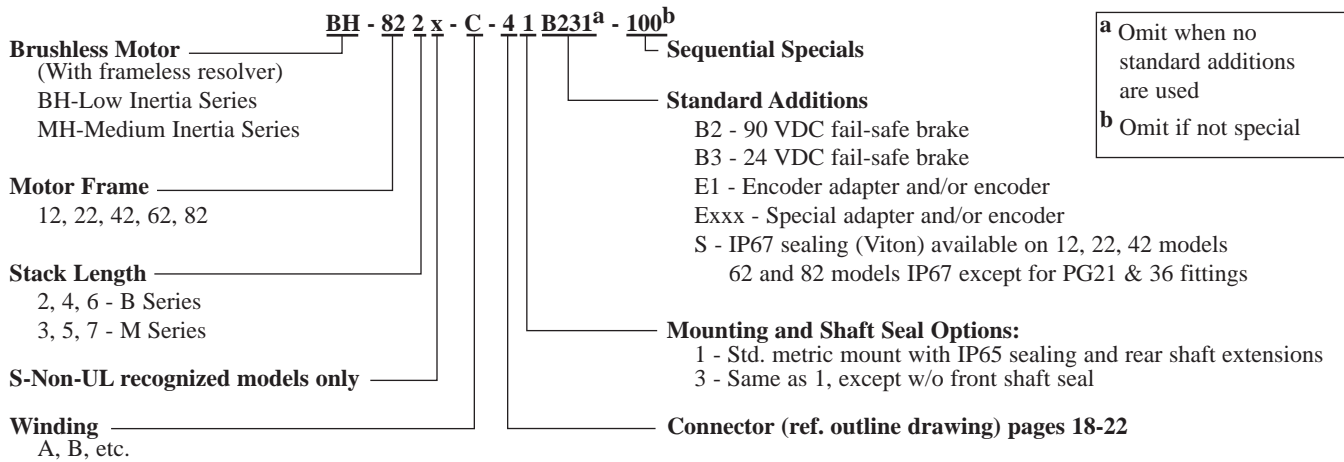 BH - 82 2 x - C - 4 1 B231a - 100b
Brushless Motor
(With frameless resolver)
BH-Low Inertia Series
MH-Medium Inertia Series
Motor Frame
12, 22, 42, 62, 82
Stack Length
2, 4, 6 - B Series
3, 5, 7 - M Series
S-Non-UL recognized models only
Winding
A, B, etc.
Sequential Specials
Standard Additions
B2 - 90 VDC fail-safe brake
B3 - 24 VDC fail-safe brake
E1 - Encoder adapter and/or encoder
Exxx - Special adapter and/or encoder
S - IP67 sealing (Viton) available on 12, 22, 42 models
62 and 82 models IP67 except for PG21 & 36 fittings
Mounting and Shaft Seal Options:
1 - Std. metric mount with IP65 sealing and rear shaft extensions
3 - Same as 1, except w/o front shaft seal
Connector (ref. outline drawing) pages 18-22
a Omit when no
standard additions
are used
b Omit if not special